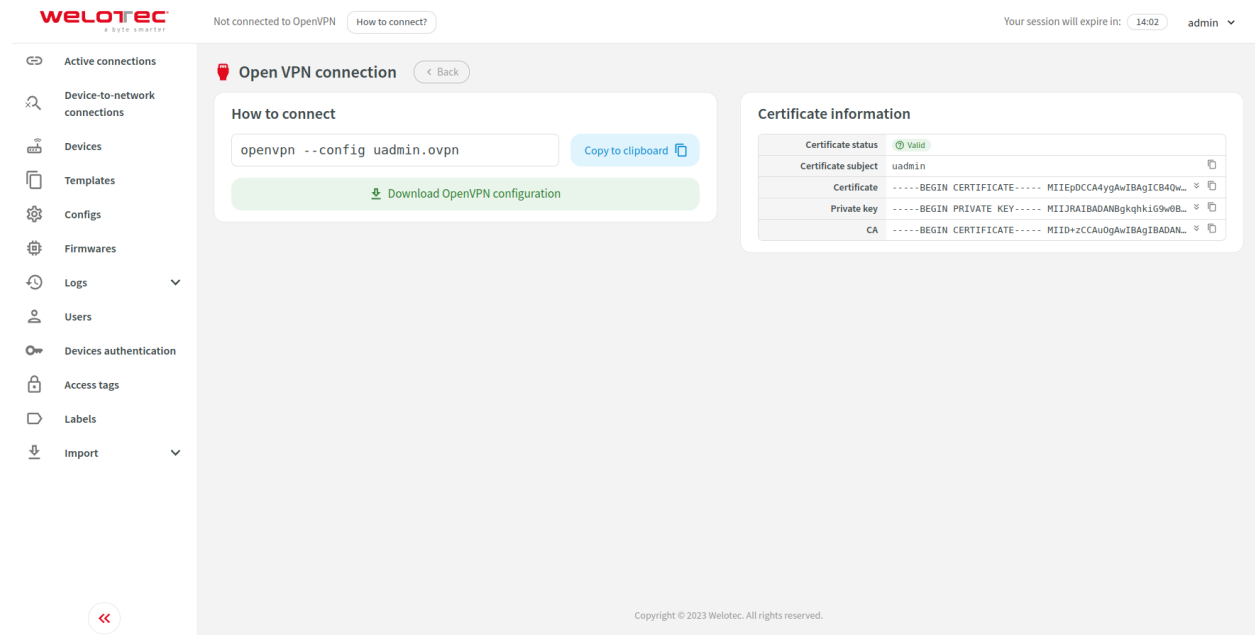 welotec
a byte smarter
Not connected to OpenVPN
How to connect?
Your session will expire in:
14:02
admin
Active connections
Device-to-network
connections
Devices
Templates
Configs
Firmwares
Logs
Users
Devices authentication
Access tags
Labels
Import
Open VPN connection
Back
How to connect
openvpn --config uadmin.ovpn
Copy to clipboard
Download OpenVPN configuration
Certificate information
Certificate status
Valid
Certificate subject
uadmin
Certificate
-----BEGIN CERTIFICATE----- MIIEpDCCA4ygAwIBAgICB4Qw…
Private key
-----BEGIN PRIVATE KEY----- MIIJRAIBADANBgkqhkiG9w0B…
CA
-----BEGIN CERTIFICATE----- MIID+zCCAuOgAwIBAgIBADAN…
Copyright © 2023 Welotec. All rights reserved.